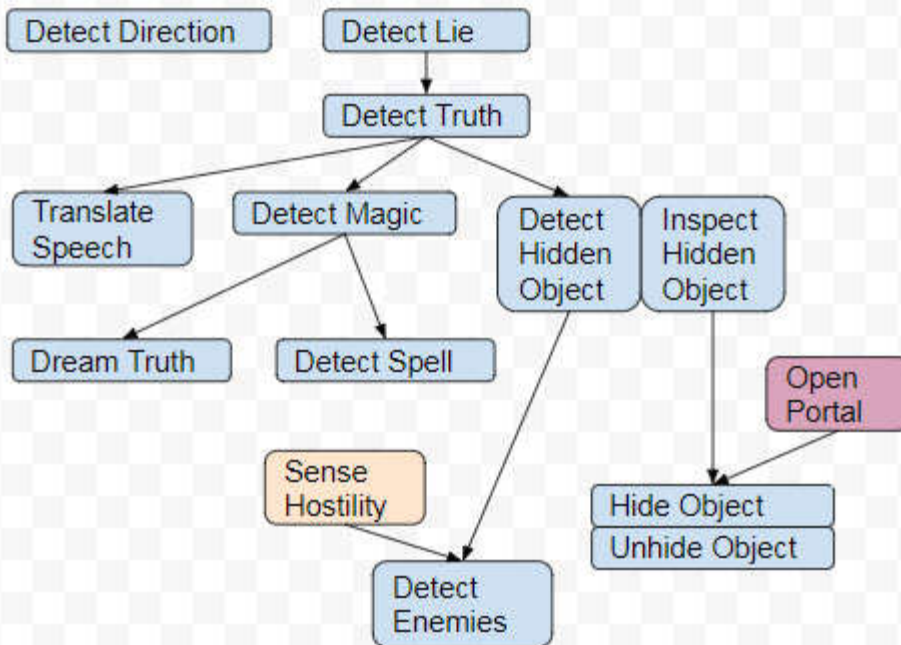 Detect Direction
Detect Lie
Detect Truth
Translate
Speech
Detect Magic
Detect
Hidden
Object
Inspect
Hidden
Object
Dream Truth
Detect Spell
Open
Portal
Sense
Hostility
Hide Object
Unhide Object
Detect
Enemies